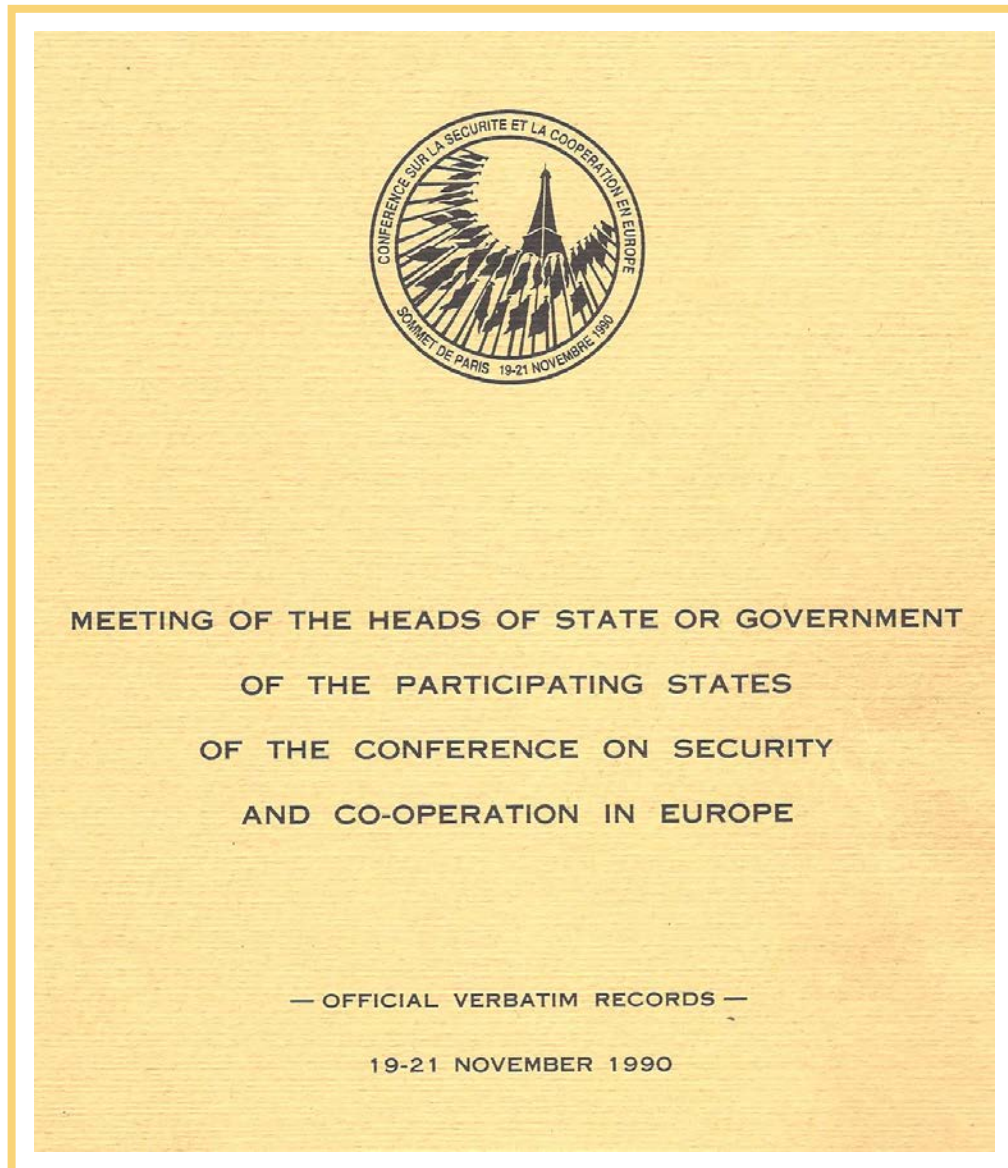 CONFERENCE SUR LA SECURITE ET LA COOPERATION EN EUROPE
SOMMET DE PARIS 19-21 NOVEMBRE 1990
MEETING OF THE HEADS OF STATE OR GOVERNMENT
OF THE PARTICIPATING STATES
OF THE CONFERENCE ON SECURITY
AND CO-OPERATION IN EUROPE
— OFFICIAL VERBATIM RECORDS —
19-21 NOVEMBER 1990